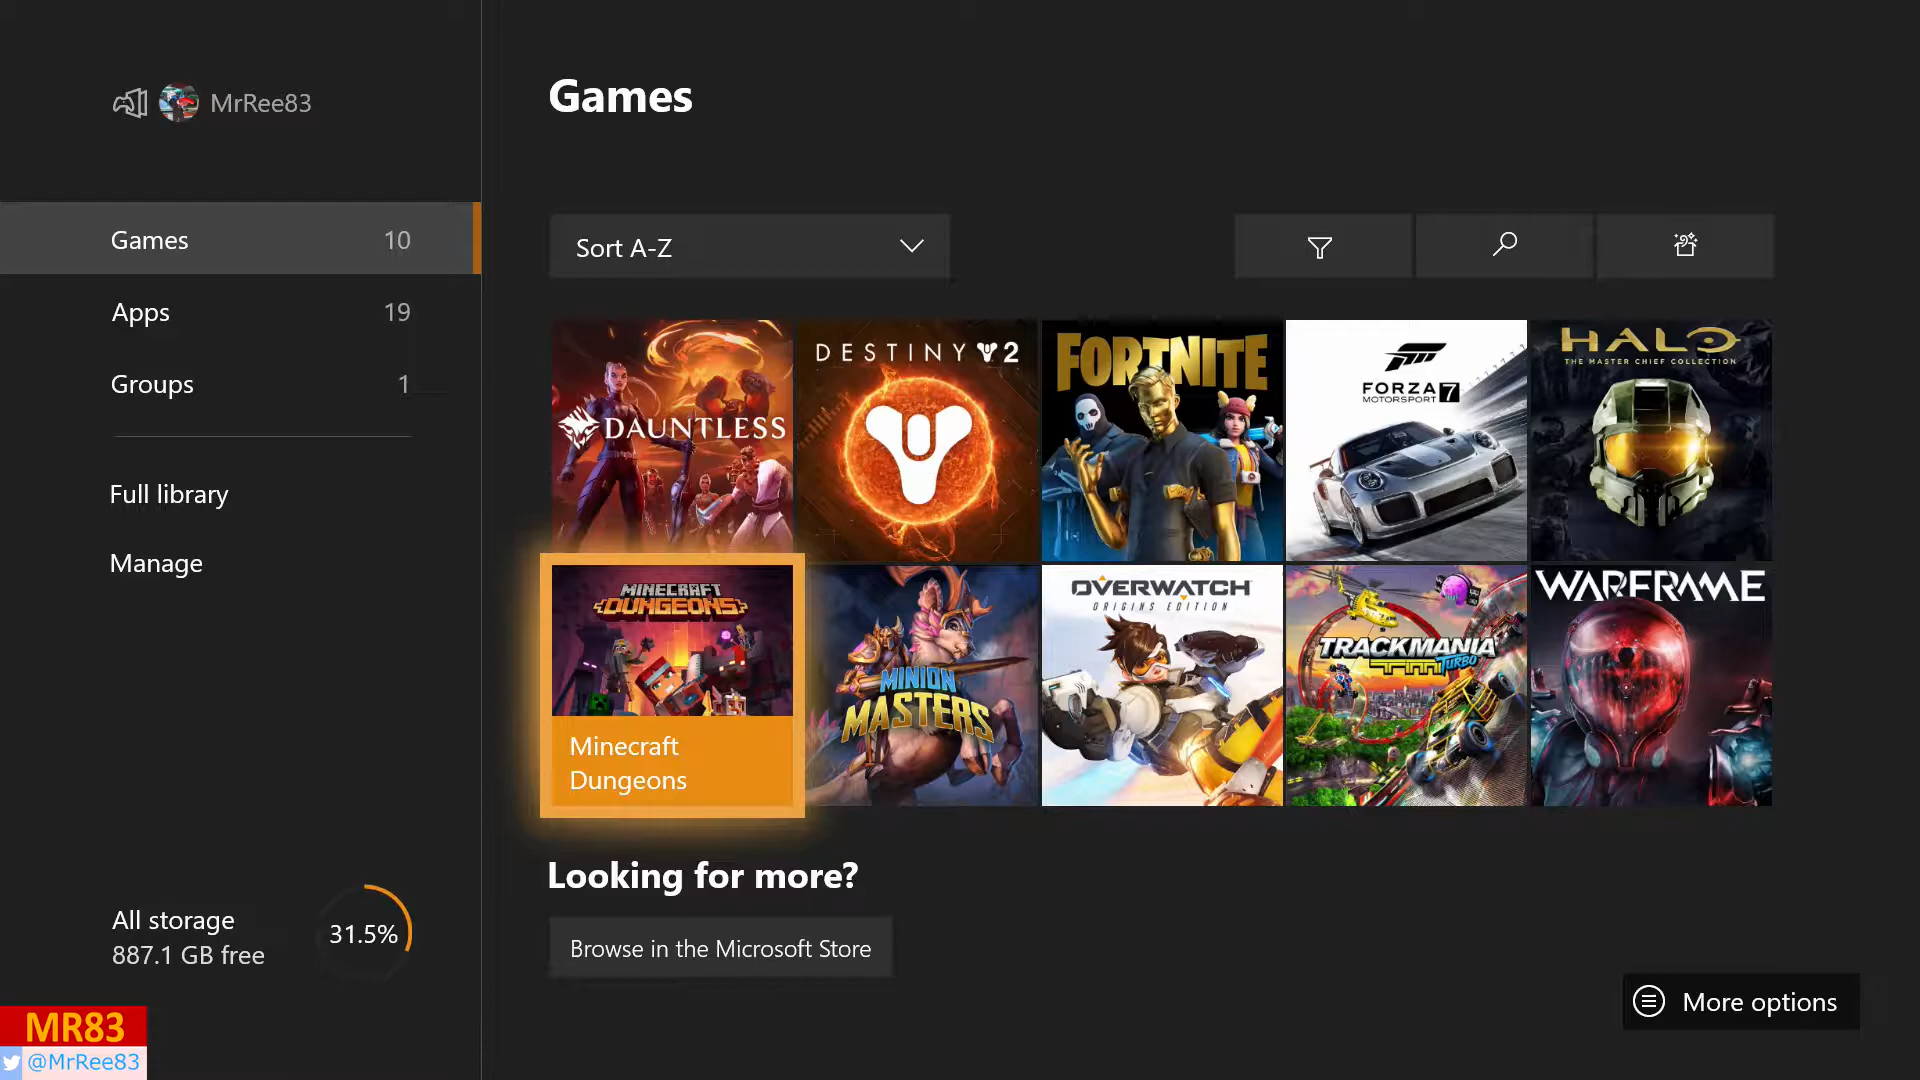 MrRee83
Games
Games 10
Apps 19
Groups 1
Full library
Manage
All storage
887.1 GB free
31.5%
Sort A-Z
DAUNTLESS
DESTINY 2
FORTNITE
FORZA
MOTORSPORT 7
HALO
THE MASTER CHIEF COLLECTION
MINECRAFT
DUNGEONS
Minecraft
Dungeons
MINION
MASTERS
OVERWATCH
ORIGINS EDITION
TRACKMANIA
TURBO
WARFRAME
Looking for more?
Browse in the Microsoft Store
More options
MR83
@MrRee83